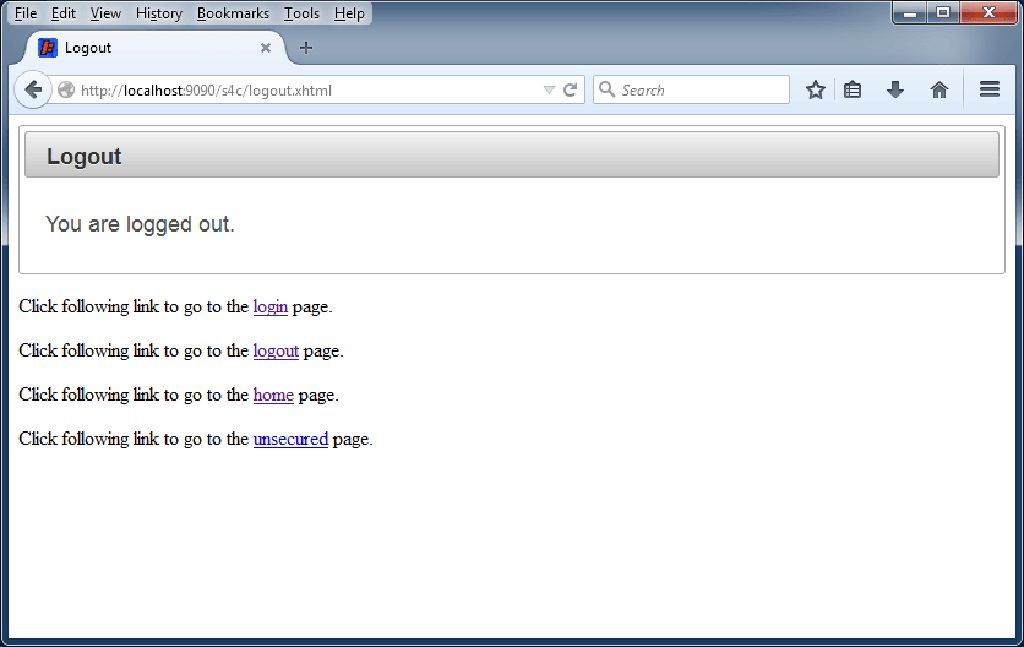 File Edit View History Bookmarks Tools Help
Logout
http://localhost:9090/s4c/logout.xhtml
Search
Logout
You are logged out.
Click following link to go to the login page.
Click following link to go to the logout page.
Click following link to go to the home page.
Click following link to go to the unsecured page.